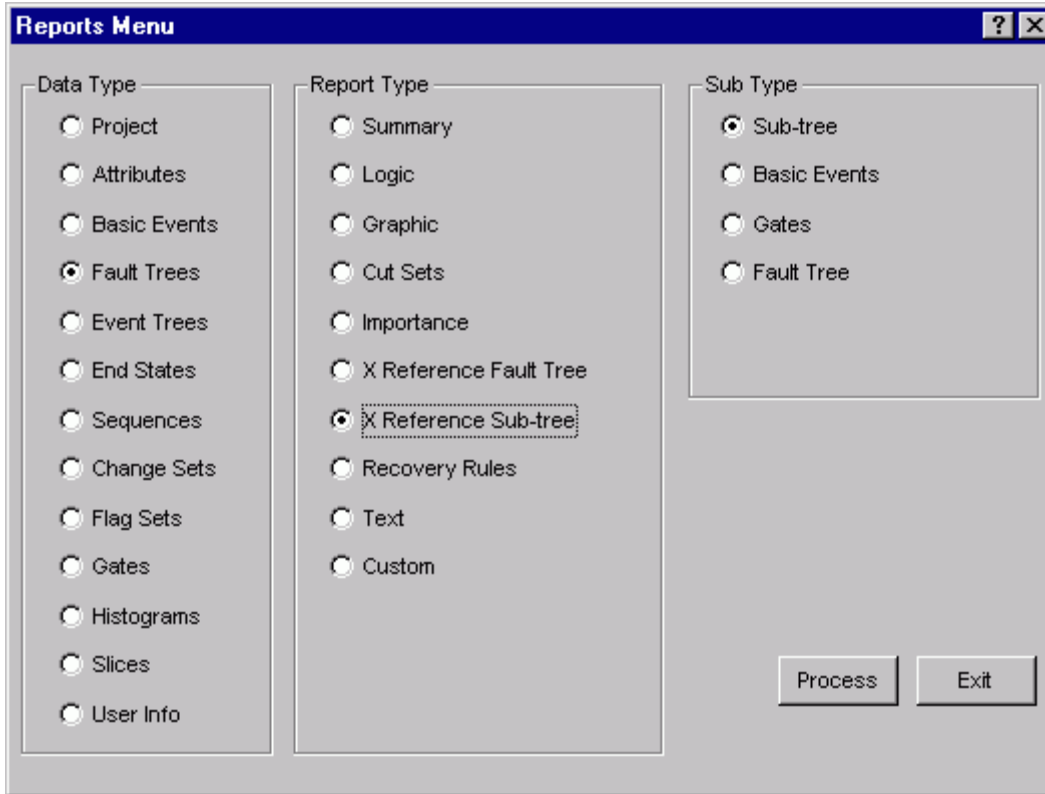 Reports Menu
Data Type
Project
Attributes
Basic Events
Fault Trees
Event Trees
End States
Sequences
Change Sets
Flag Sets
Gates
Histograms
Slices
User Info
Report Type
Summary
Logic
Graphic
Cut Sets
Importance
X Reference Fault Tree
X Reference Sub-tree
Recovery Rules
Text
Custom
Sub Type
Sub-tree
Basic Events
Gates
Fault Tree
Process
Exit